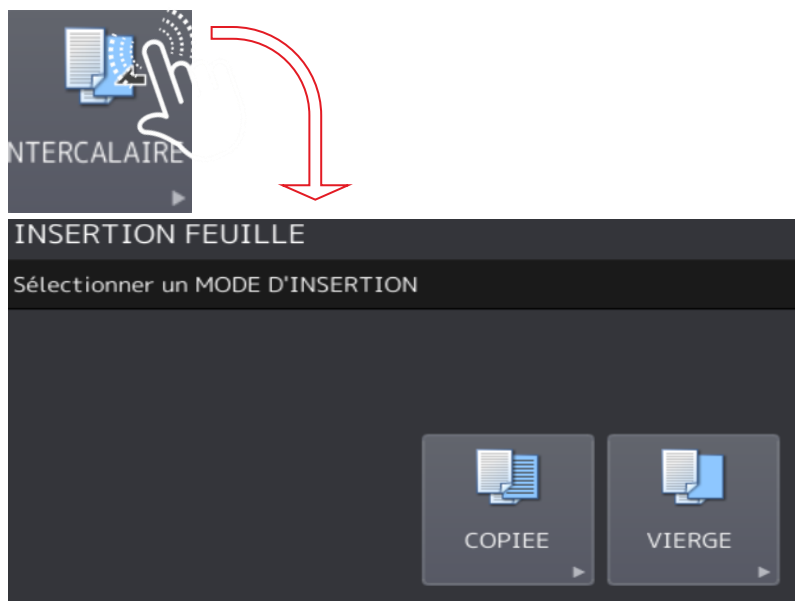 NTERCALAIRE
INSERTION FEUILLE
Sélectionner un MODE D'INSERTION
COPIEE
VIERGE